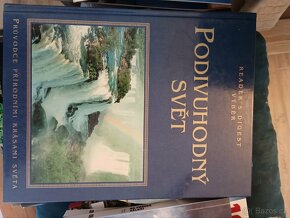 READER'S DIGEST
VÝBĚR
PODIVUHODNÝ
SVĚT
PRŮVODCE PŘÍRODNÍMI KRÁSAMI SVĚTA